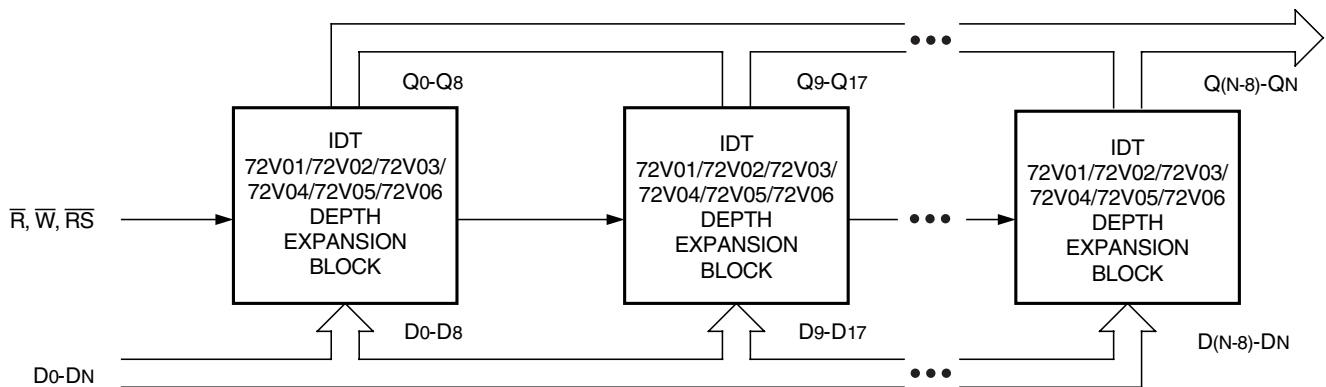 Q0-Q8
Q9-Q17
Q(N-8)-QN
IDT
72V01/72V02/72V03/
72V04/72V05/72V06
DEPTH
EXPANSION
BLOCK
IDT
72V01/72V02/72V03/
72V04/72V05/72V06
DEPTH
EXPANSION
BLOCK
IDT
72V01/72V02/72V03/
72V04/72V05/72V06
DEPTH
EXPANSION
BLOCK
R̅, W̅, R̅S̅
D0-D8
D9-D17
D(N-8)-DN
D0-DN